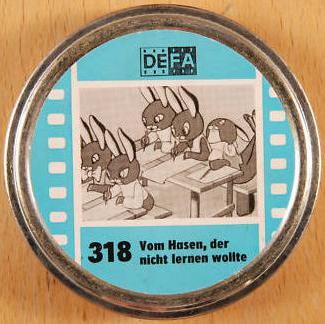 DEFA
318 Vom Hasen, der
nicht lernen wollte